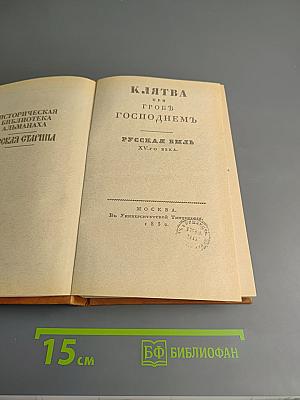 ИСТОРИЧЕСКАЯ
БИБЛИОТЕКА
АЛЬМАНАХА
РУССКАЯ СТАРИНА
КЛЯТВА
ПРИ
ГРОБѢ
ГОСПОДНЕМЪ
РУССКАЯ БЫЛЬ
XV-ГО ВѢКА.
МОСКВА.
Въ Университетской Типографіи,
15 см
БФ БИБЛИОФАН